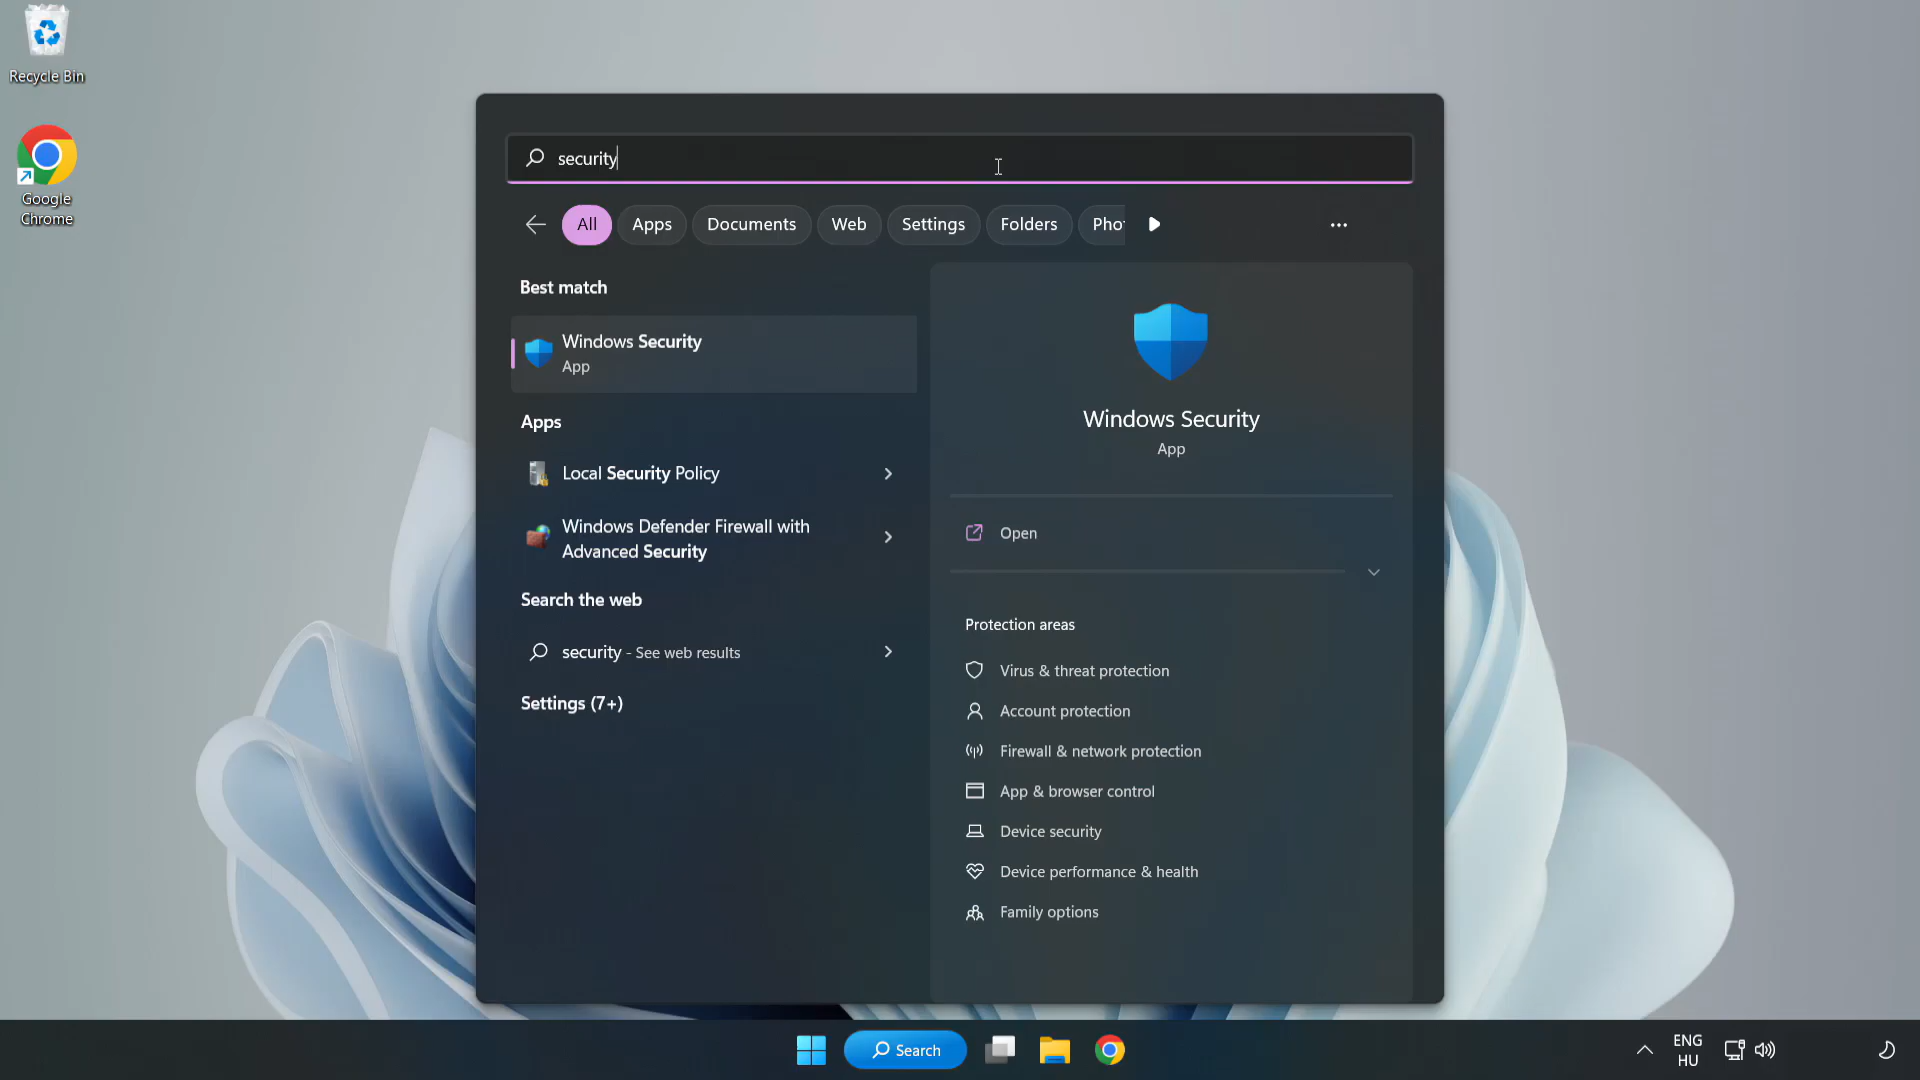 Recycle Bin
Google
Chrome
security
All
Apps
Documents
Web
Settings
Folders
Pho
Best match
Windows Security
App
Apps
Local Security Policy
Windows Defender Firewall with
Advanced Security
Search the web
security - See web results
Settings (7+)
Windows Security
App
Open
Protection areas
Virus & threat protection
Account protection
Firewall & network protection
App & browser control
Device security
Device performance & health
Family options
Search
ENG
HU